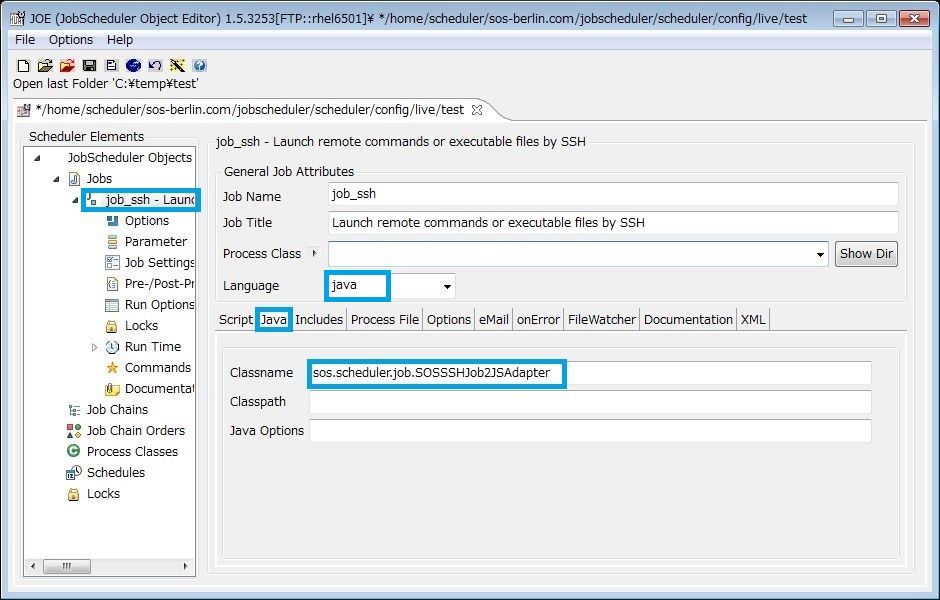 JOE (JobScheduler Object Editor) 1.5.3253[FTP::rhel6501]¥ */home/scheduler/sos-berlin.com/jobscheduler/scheduler/config/live/test
File Options Help
Open last Folder 'C:¥temp¥test'
*/home/scheduler/sos-berlin.com/jobscheduler/scheduler/config/live/test
Scheduler Elements
JobScheduler Objects
Jobs
job_ssh - Launc
Options
Parameter
Job Settings
Pre-/Post-Pr
Run Options
Locks
Run Time
Commands
Documenta
Job Chains
Job Chain Orders
Process Classes
Schedules
Locks
job_ssh - Launch remote commands or executable files by SSH
General Job Attributes
Job Name job_ssh
Job Title Launch remote commands or executable files by SSH
Process Class Show Dir
Language java
Script Java Includes Process File Options eMail onError FileWatcher Documentation XML
Classname sos.scheduler.job.SOSSSHJob2JSAdapter
Classpath
Java Options